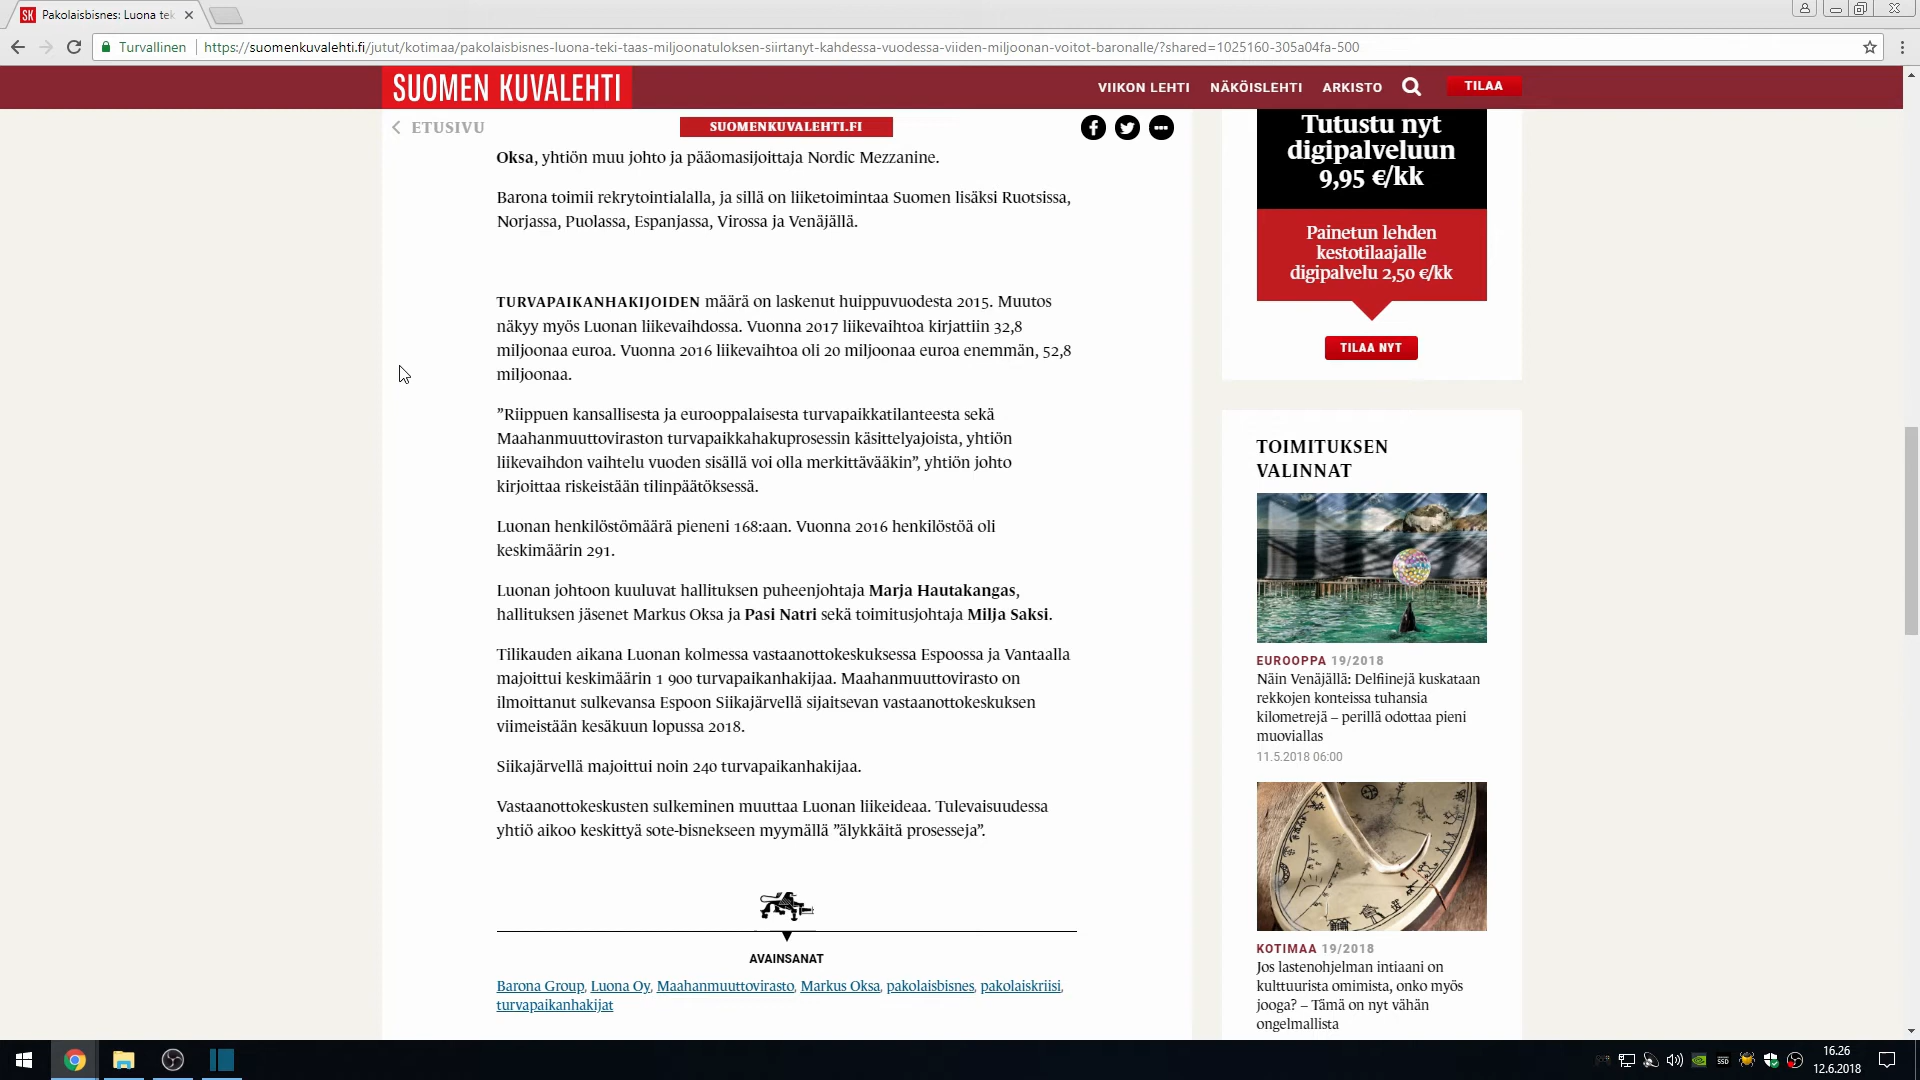 SK Pakolaisbisnes: Luona tek
Turvallinen https://suomenkuvalehti.fi/jutut/kotimaa/pakolaisbisnes-luona-teki-taas-miljoonatuloksen-siirtanyt-kahdessa-vuodessa-viiden-miljoonan-voitot-baronalle/?shared=1025160-305a04fa-500
SUOMEN KUVALEHTI
VIIKON LEHTI NÄKÖISLEHTI ARKISTO TILAA
ETUSIVU
SUOMENKUVALEHTI.FI
Oksa, yhtiön muu johto ja pääomasijoittaja Nordic Mezzanine.
Barona toimii rekrytointialalla, ja sillä on liiketoimintaa Suomen lisäksi Ruotsissa,
Norjassa, Puolassa, Espanjassa, Virossa ja Venäjällä.
TURVAPAIKANHAKIJOIDEN määrä on laskenut huippuvuodesta 2015. Muutos
näkyy myös Luonan liikevaihdossa. Vuonna 2017 liikevaihtoa kirjattiin 32,8
miljoonaa euroa. Vuonna 2016 liikevaihtoa oli 20 miljoonaa euroa enemmän, 52,8
miljoonaa.
”Riippuen kansallisesta ja eurooppalaisesta turvapaikkatilanteesta sekä
Maahanmuuttoviraston turvapaikkahakuprosessin käsittelyajoista, yhtiön
liikevaihdon vaihtelu vuoden sisällä voi olla merkittävääkin”, yhtiön johto
kirjoittaa riskeistään tilinpäätöksessä.
Luonan henkilöstömäärä pieneni 168:aan. Vuonna 2016 henkilöstöä oli
keskimäärin 291.
Luonan johtoon kuuluvat hallituksen puheenjohtaja Marja Hautakangas,
hallituksen jäsenet Markus Oksa ja Pasi Natri sekä toimitusjohtaja Milja Saksi.
Tilikauden aikana Luonan kolmessa vastaanottokeskuksessa Espoossa ja Vantaalla
majoittui keskimäärin 1 900 turvapaikanhakijaa. Maahanmuuttovirasto on
ilmoittanut sulkevansa Espoon Siikajärvellä sijaitsevan vastaanottokeskuksen
viimeistään kesäkuun lopussa 2018.
Siikajärvellä majoittui noin 240 turvapaikanhakijaa.
Vastaanottokeskusten sulkeminen muuttaa Luonan liikeideaa. Tulevaisuudessa
yhtiö aikoo keskittyä sote-bisnekseen myymällä ”älykkäitä prosesseja”.
AVAINSANAT
Barona Group, Luona Oy, Maahanmuuttovirasto, Markus Oksa, pakolaisbisnes, pakolaiskriisi,
turvapaikanhakijat
Tutustu nyt
digipalveluun
9,95 €/kk
Painetun lehden
kestotilaajalle
digipalvelu 2,50 €/kk
TILAA NYT
TOIMITUKSEN
VALINNAT
EUROOPPA 19/2018
Näin Venäjällä: Delfiinejä kuskataan
rekkojen konteissa tuhansia
kilometrejä – perillä odottaa pieni
muoviallas
11.5.2018 06:00
KOTIMAA 19/2018
Jos lastenohjelman intiaani on
kulttuurista omimista, onko myös
jooga? – Tämä on nyt vähän
ongelmallista
SSD
16.26
12.6.2018